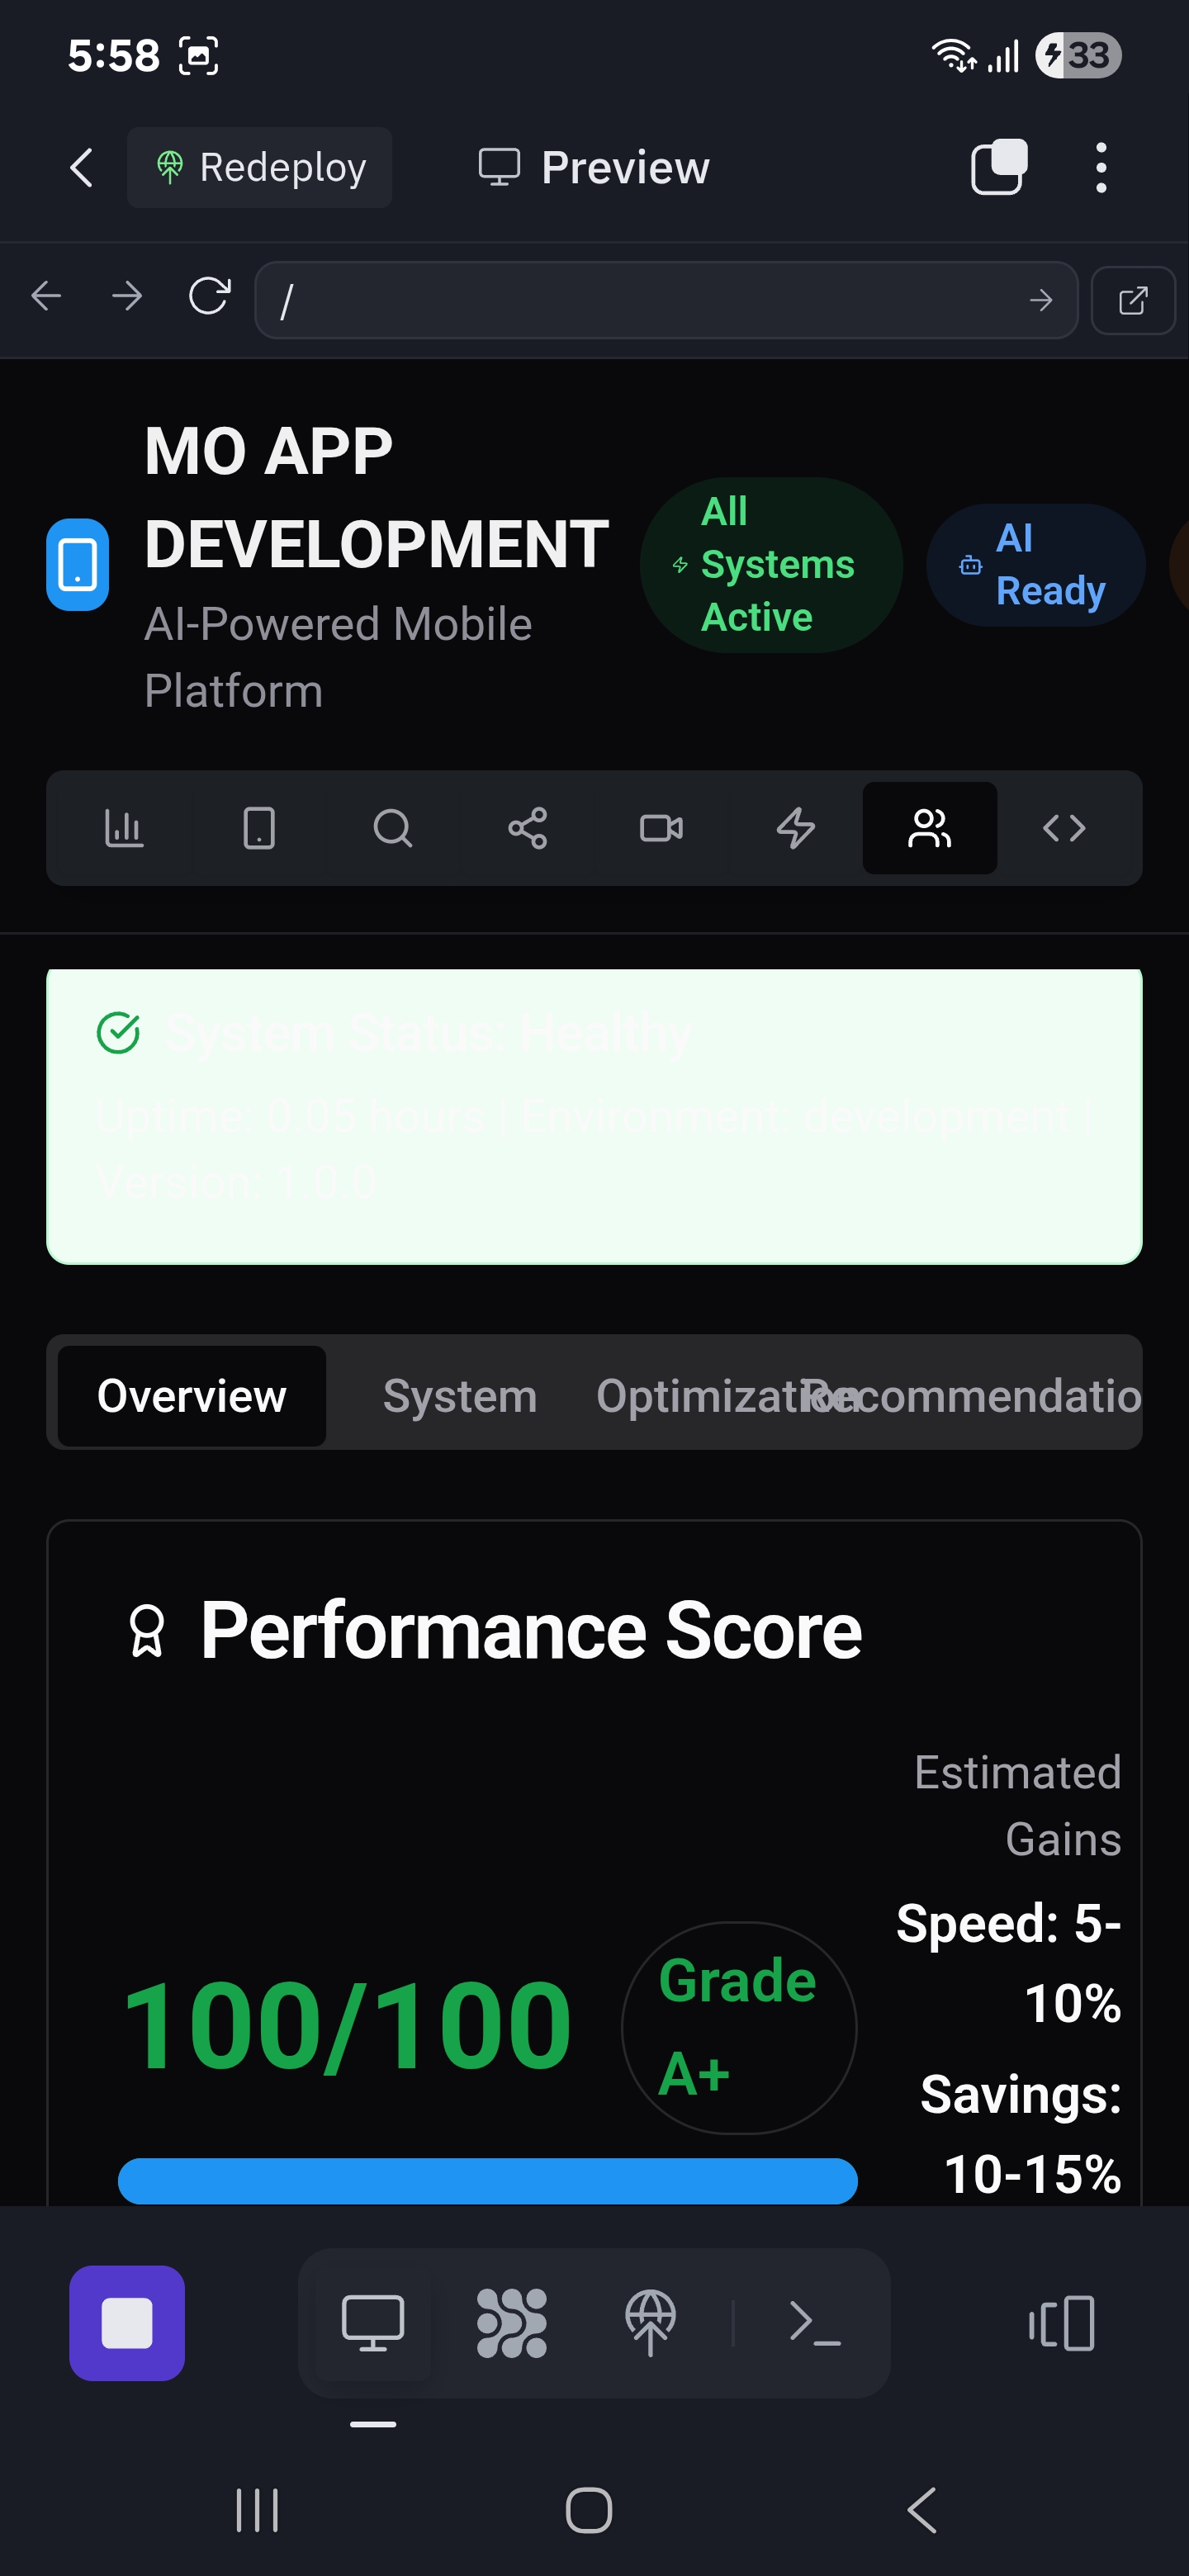 5:58
33
Redeploy
Preview
/
MO APP
DEVELOPMENT
AI-Powered Mobile
Platform
All
Systems
Active
AI
Ready
System Status: Healthy
Uptime: 0.05 hours | Environment: development |
Version: 1.0.0
Overview
System
Optimization
Recommendatio
Performance Score
Estimated
Gains
Speed: 5-
10%
Savings:
10-15%
100/100
Grade
A+